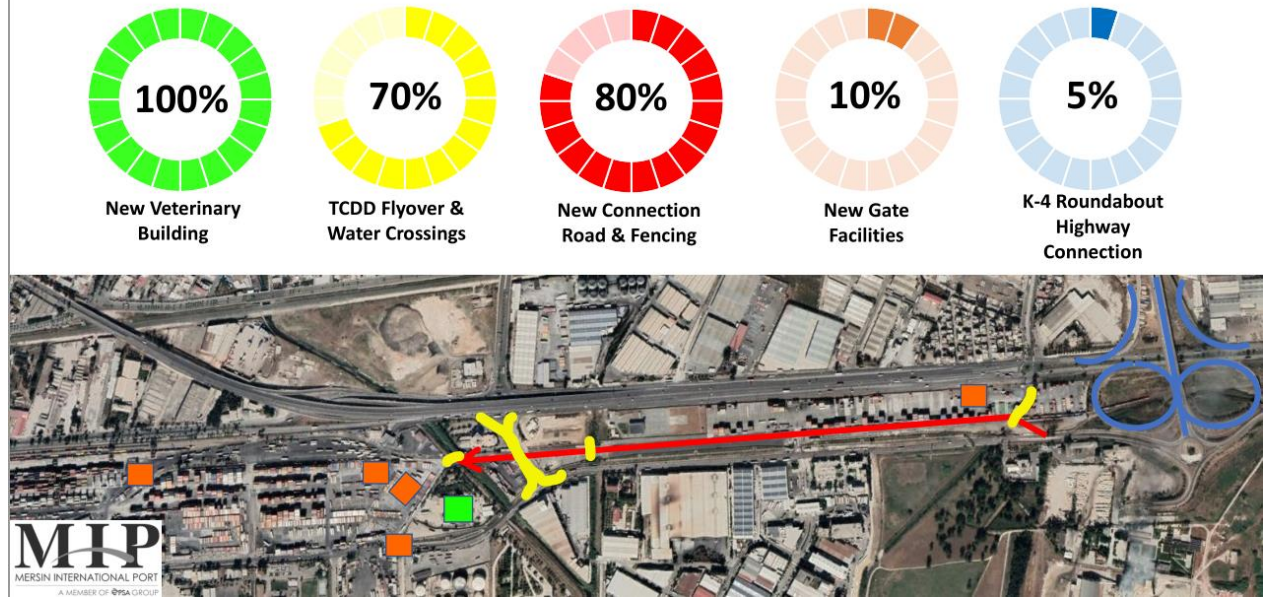 100%
70%
80%
10%
5%
New Veterinary
Building
TCDD Flyover &
Water Crossings
New Connection
Road & Fencing
New Gate
Facilities
K-4 Roundabout
Highway
Connection
MIP
MERSIN INTERNATIONAL PORT
A MEMBER OF PSA GROUP